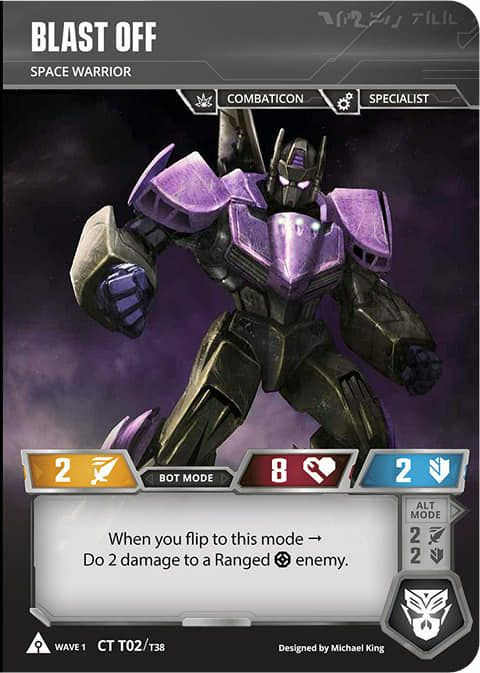 BLAST OFF
SPACE WARRIOR
COMBATICON SPECIALIST
2 BOT MODE 8 2
ALT
MODE
2
2
When you flip to this mode →
Do 2 damage to a Ranged enemy.
WAVE 1 CT T02/T38 Designed by Michael King